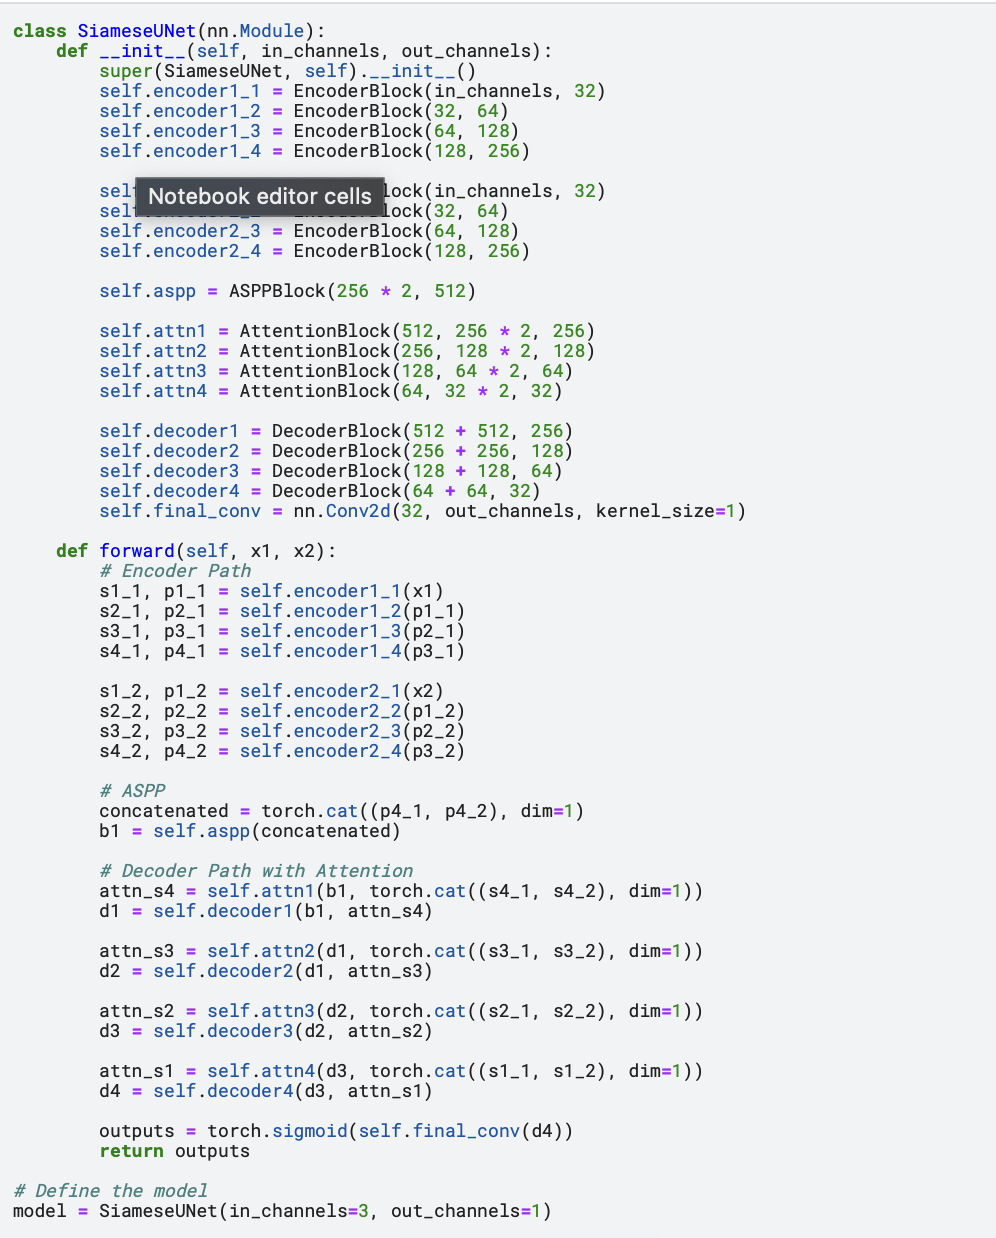 class SiameseUNet(nn.Module):
    def __init__(self, in_channels, out_channels):
        super(SiameseUNet, self).__init__()
        self.encoder1_1 = EncoderBlock(in_channels, 32)
        self.encoder1_2 = EncoderBlock(32, 64)
        self.encoder1_3 = EncoderBlock(64, 128)
        self.encoder1_4 = EncoderBlock(128, 256)
        sel lock(in_channels, 32)
Notebook editor cells
        sel lock(32, 64)
        self.encoder2_3 = EncoderBlock(64, 128)
        self.encoder2_4 = EncoderBlock(128, 256)
        self.aspp = ASPPBlock(256 * 2, 512)
        self.attn1 = AttentionBlock(512, 256 * 2, 256)
        self.attn2 = AttentionBlock(256, 128 * 2, 128)
        self.attn3 = AttentionBlock(128, 64 * 2, 64)
        self.attn4 = AttentionBlock(64, 32 * 2, 32)
        self.decoder1 = DecoderBlock(512 + 512, 256)
        self.decoder2 = DecoderBlock(256 + 256, 128)
        self.decoder3 = DecoderBlock(128 + 128, 64)
        self.decoder4 = DecoderBlock(64 + 64, 32)
        self.final_conv = nn.Conv2d(32, out_channels, kernel_size=1)
    def forward(self, x1, x2):
        # Encoder Path
        s1_1, p1_1 = self.encoder1_1(x1)
        s2_1, p2_1 = self.encoder1_2(p1_1)
        s3_1, p3_1 = self.encoder1_3(p2_1)
        s4_1, p4_1 = self.encoder1_4(p3_1)
        s1_2, p1_2 = self.encoder2_1(x2)
        s2_2, p2_2 = self.encoder2_2(p1_2)
        s3_2, p3_2 = self.encoder2_3(p2_2)
        s4_2, p4_2 = self.encoder2_4(p3_2)
        # ASPP
        concatenated = torch.cat((p4_1, p4_2), dim=1)
        b1 = self.aspp(concatenated)
        # Decoder Path with Attention
        attn_s4 = self.attn1(b1, torch.cat((s4_1, s4_2), dim=1))
        d1 = self.decoder1(b1, attn_s4)
        attn_s3 = self.attn2(d1, torch.cat((s3_1, s3_2), dim=1))
        d2 = self.decoder2(d1, attn_s3)
        attn_s2 = self.attn3(d2, torch.cat((s2_1, s2_2), dim=1))
        d3 = self.decoder3(d2, attn_s2)
        attn_s1 = self.attn4(d3, torch.cat((s1_1, s1_2), dim=1))
        d4 = self.decoder4(d3, attn_s1)
        outputs = torch.sigmoid(self.final_conv(d4))
        return outputs
# Define the model
model = SiameseUNet(in_channels=3, out_channels=1)